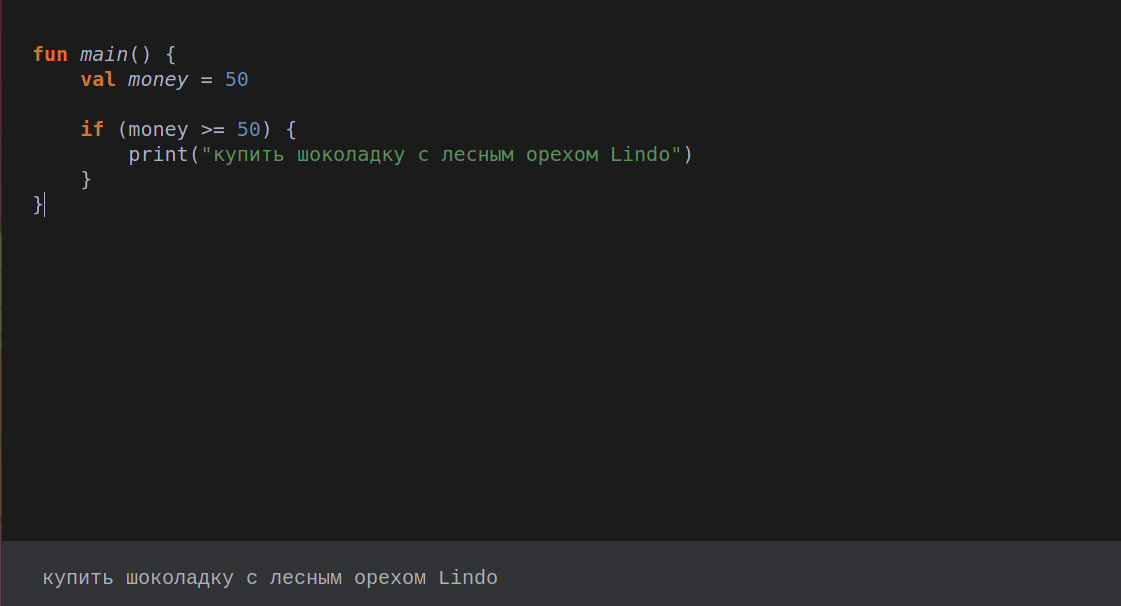 fun main() {
    val money = 50
    if (money >= 50) {
        print("купить шоколадку с лесным орехом Lindo")
    }
}
купить шоколадку с лесным орехом Lindo